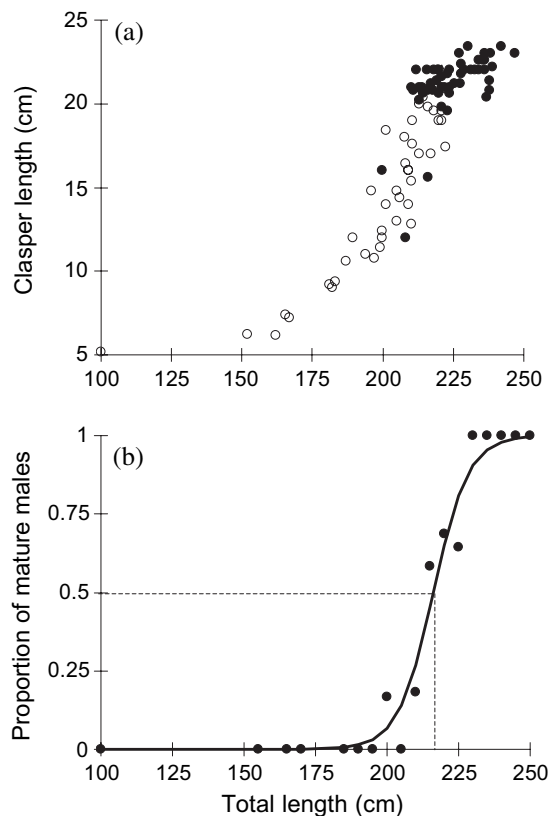 (a)
Clasper length (cm)
25
20
15
10
5
100 125 150 175 200 225 250
(b)
Proportion of mature males
1
0.75
0.5
0.25
0
100 125 150 175 200 225 250
Total length (cm)